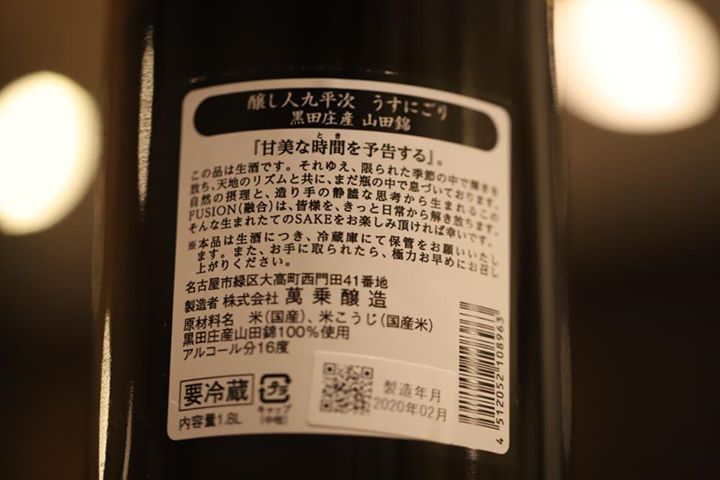 醸し人九平次 うすにごり
黒田庄産 山田錦
『甘美な時間を予告する』。
とき
この品は生酒です。それゆえ、限られた季節の中で輝きを
放ち、天地のリズムと共に、まだ瓶の中で息づいております。
自然の摂理と、造り手の静謐な思考から生まれるこの
FUSION(融合)は、皆様を、きっと日常から解き放ちます。
そんな生まれたてのSAKEをお楽しみ頂ければ幸いです。
※本品は生酒につき、冷蔵庫にて保管をお願いいたし
ます。また、お手に取られたら、極力お早めにお召し
上がりください。
名古屋市緑区大高町西門田41番地
製造者 株式会社 萬乗醸造
原材料名 米(国産)、米こうじ(国産米)
黒田庄産山田錦100%使用
アルコール分16度
要冷蔵
プラ
キャップ
(中栓)
内容量1.8L
製造年月
2020年02月
4 512052 108963